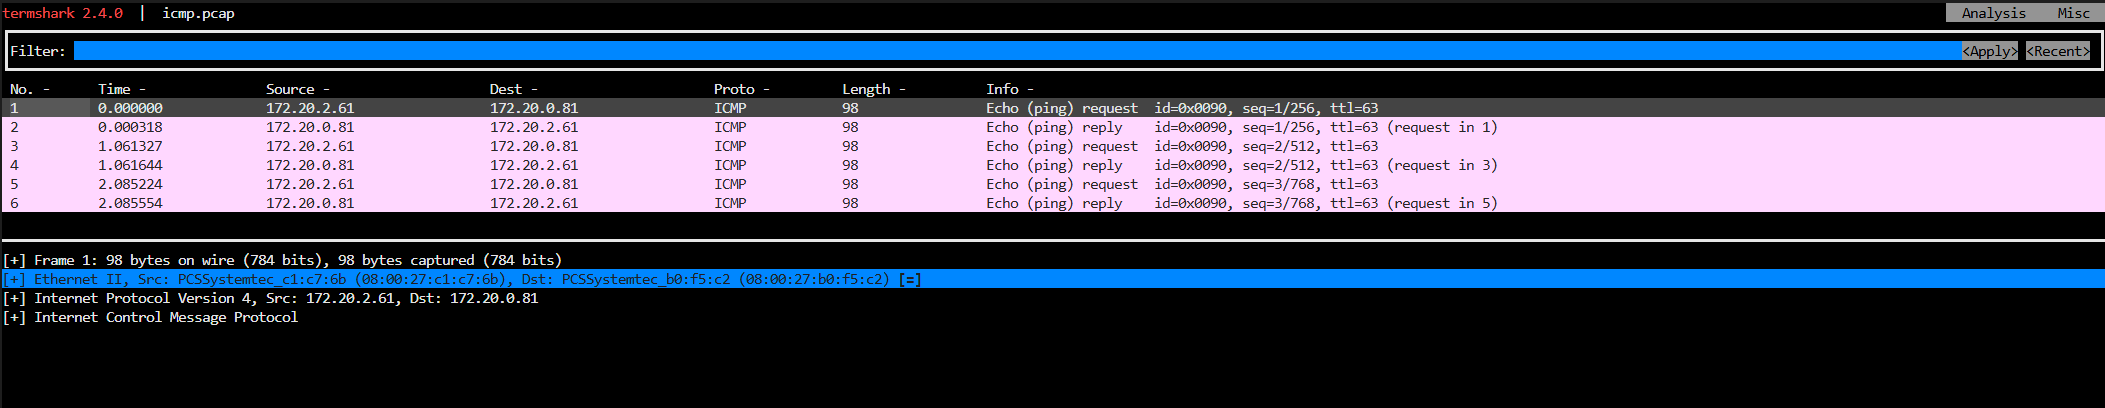 termshark 2.4.0 | icmp.pcap Analysis Misc
Filter: <Apply> <Recent>
No. - Time - Source - Dest - Proto - Length - Info -
1 0.000000 172.20.2.61 172.20.0.81 ICMP 98 Echo (ping) request id=0x0090, seq=1/256, ttl=63
2 0.000318 172.20.0.81 172.20.2.61 ICMP 98 Echo (ping) reply id=0x0090, seq=1/256, ttl=63 (request in 1)
3 1.061327 172.20.2.61 172.20.0.81 ICMP 98 Echo (ping) request id=0x0090, seq=2/512, ttl=63
4 1.061644 172.20.0.81 172.20.2.61 ICMP 98 Echo (ping) reply id=0x0090, seq=2/512, ttl=63 (request in 3)
5 2.085224 172.20.2.61 172.20.0.81 ICMP 98 Echo (ping) request id=0x0090, seq=3/768, ttl=63
6 2.085554 172.20.0.81 172.20.2.61 ICMP 98 Echo (ping) reply id=0x0090, seq=3/768, ttl=63 (request in 5)
[+] Frame 1: 98 bytes on wire (784 bits), 98 bytes captured (784 bits)
[+] Ethernet II, Src: PCSSystemtec_c1:c7:6b (08:00:27:c1:c7:6b), Dst: PCSSystemtec_b0:f5:c2 (08:00:27:b0:f5:c2) [=]
[+] Internet Protocol Version 4, Src: 172.20.2.61, Dst: 172.20.0.81
[+] Internet Control Message Protocol